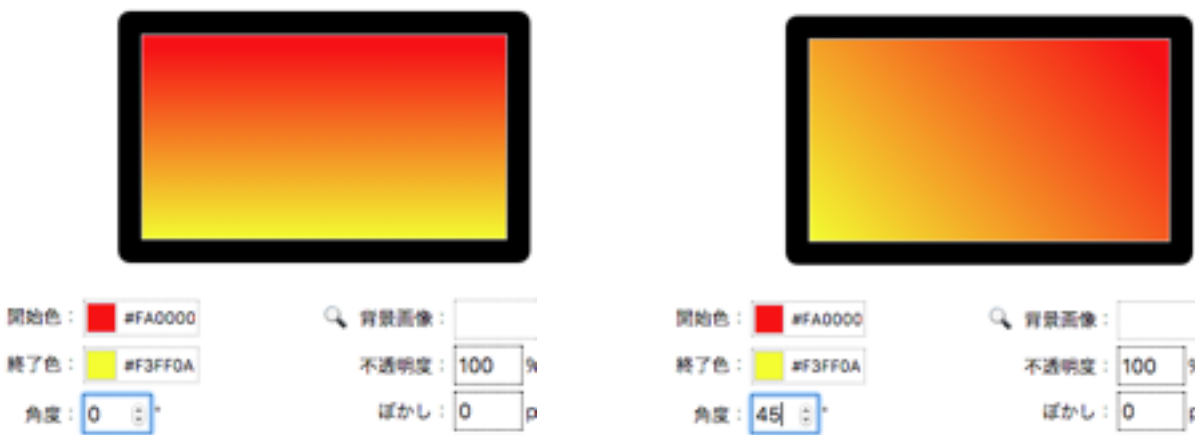 開始色： #FA0000
背景画像：
終了色： #F3FF0A
不透明度： 100 %
角度： 0 °
ぼかし： 0 p
開始色： #FA0000
背景画像：
終了色： #F3FF0A
不透明度： 100 %
角度： 45 °
ぼかし： 0 p